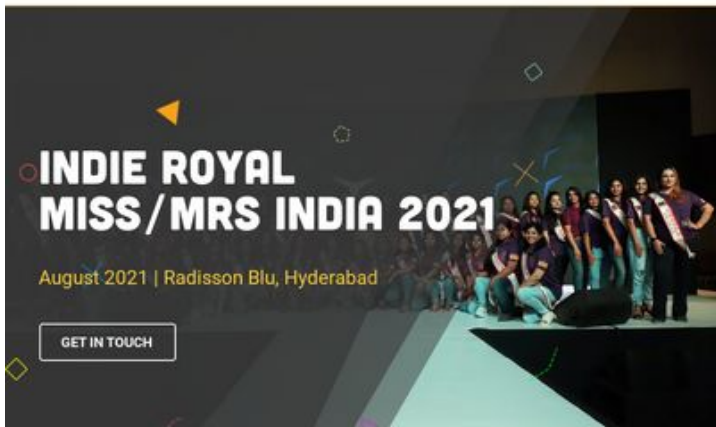 INDIE ROYAL
MISS/MRS INDIA 2021
August 2021 | Radisson Blu, Hyderabad
GET IN TOUCH